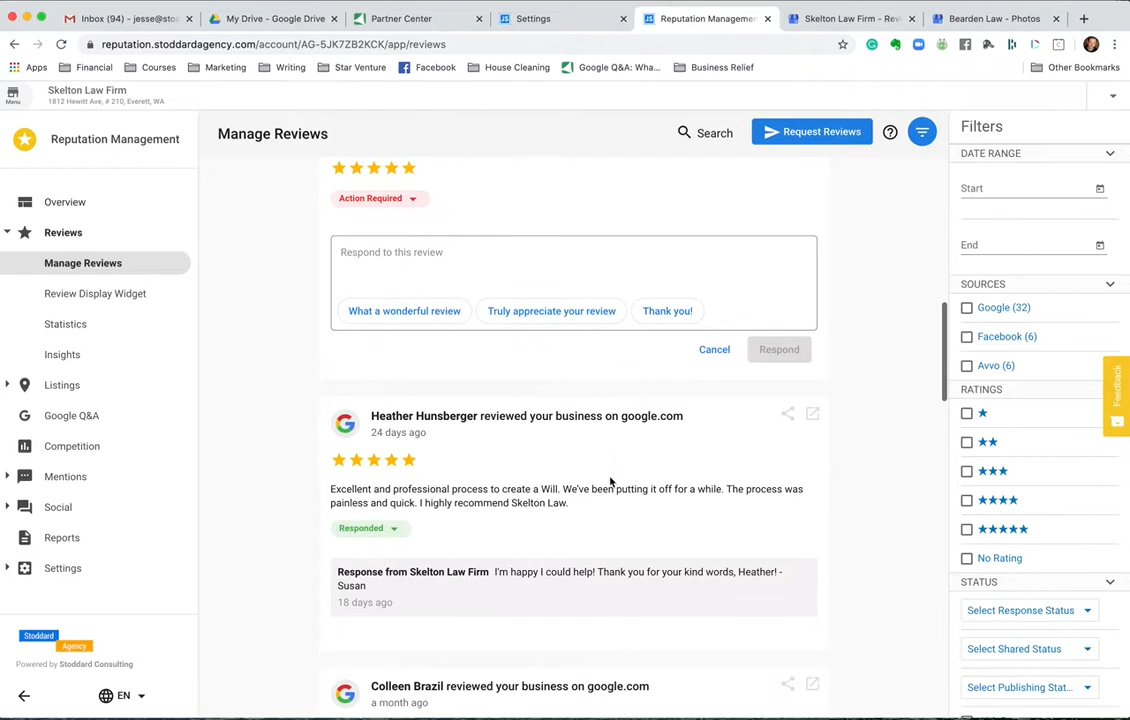 Inbox (94) - jesse@stoc
My Drive - Google Drive
Partner Center
Settings
Reputation Managemen
Skelton Law Firm - Revi
Bearden Law - Photos
reputation.stoddardagency.com/account/AG-5JK7ZB2KCK/app/reviews
Apps
Financial
Courses
Marketing
Writing
Star Venture
Facebook
House Cleaning
Google Q&A: Wha...
Business Relief
Other Bookmarks
Menu
Skelton Law Firm
1812 Hewitt Ave, # 210, Everett, WA
Reputation Management
Overview
Reviews
Manage Reviews
Review Display Widget
Statistics
Insights
Listings
Google Q&A
Competition
Mentions
Social
Reports
Settings
Stoddard
Agency
Powered by Stoddard Consulting
EN
Manage Reviews
Search
Request Reviews
Action Required
Respond to this review
What a wonderful review
Truly appreciate your review
Thank you!
Cancel
Respond
Heather Hunsberger reviewed your business on google.com
24 days ago
Excellent and professional process to create a Will. We've been putting it off for a while. The process was
painless and quick. I highly recommend Skelton Law.
Responded
Response from Skelton Law Firm I'm happy I could help! Thank you for your kind words, Heather! -
Susan
18 days ago
Colleen Brazil reviewed your business on google.com
a month ago
Filters
DATE RANGE
Start
End
SOURCES
Google (32)
Facebook (6)
Avvo (6)
RATINGS
No Rating
STATUS
Select Response Status
Select Shared Status
Select Publishing Stat...
Feedback